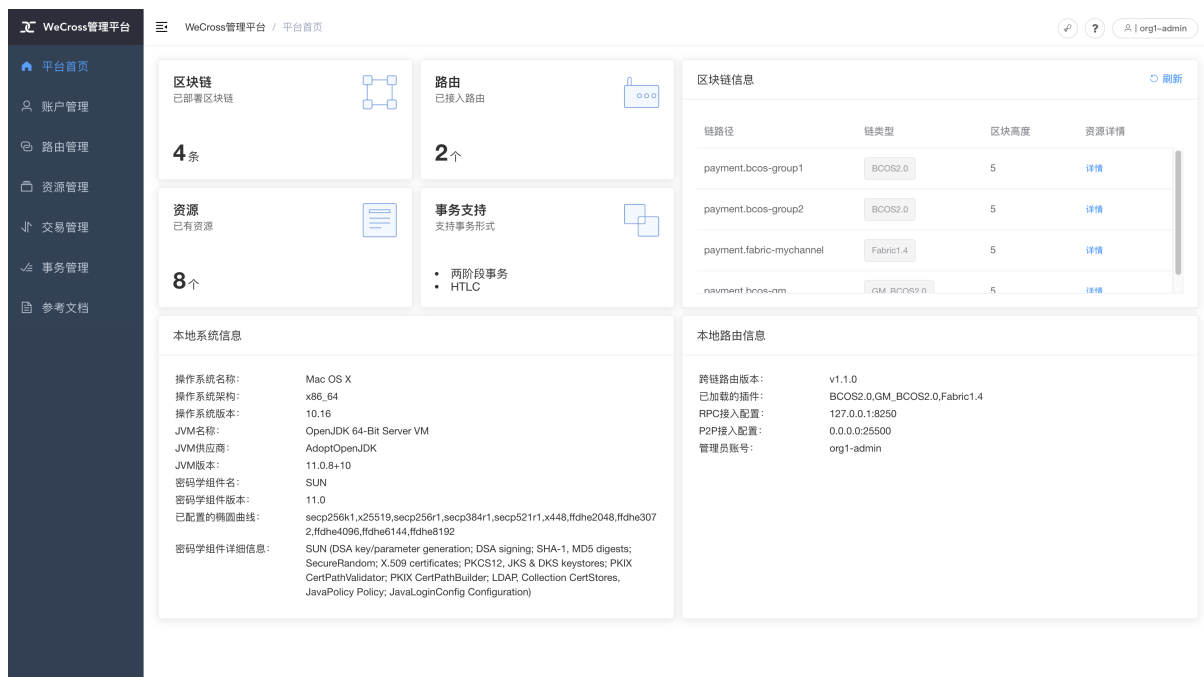 WeCross管理平台
WeCross管理平台 / 平台首页
?
org1-admin
平台首页
账户管理
路由管理
资源管理
交易管理
事务管理
参考文档
区块链
已部署区块链
4 条
路由
已接入路由
2 个
资源
已有资源
8 个
事务支持
支持事务形式
• 两阶段事务
• HTLC
区块链信息
刷新
链路径 链类型 区块高度 资源详情
payment.bcos-group1 BCOS2.0 5 详情
payment.bcos-group2 BCOS2.0 5 详情
payment.fabric-mychannel Fabric1.4 5 详情
payment.bcos-gm GM_BCOS2.0 5 详情
本地系统信息
操作系统名称: Mac OS X
操作系统架构: x86_64
操作系统版本: 10.16
JVM名称: OpenJDK 64-Bit Server VM
JVM供应商: AdoptOpenJDK
JVM版本: 11.0.8+10
密码学组件名: SUN
密码学组件版本: 11.0
已配置的椭圆曲线: secp256k1,x25519,secp256r1,secp384r1,secp521r1,x448,ffdhe2048,ffdhe307
2,ffdhe4096,ffdhe6144,ffdhe8192
密码学组件详细信息: SUN (DSA key/parameter generation; DSA signing; SHA-1, MD5 digests;
SecureRandom; X.509 certificates; PKCS12, JKS & DKS keystores; PKIX
CertPathValidator; PKIX CertPathBuilder; LDAP, Collection CertStores,
JavaPolicy Policy; JavaLoginConfig Configuration)
本地路由信息
跨链路由版本: v1.1.0
已加载的插件: BCOS2.0,GM_BCOS2.0,Fabric1.4
RPC接入配置: 127.0.0.1:8250
P2P接入配置: 0.0.0.0:25500
管理员账号: org1-admin